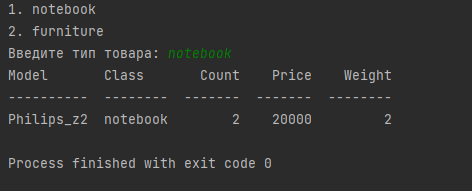 1. notebook
2. furniture
Введите тип товара: notebook
Model       Class       Count    Price    Weight
----------  --------  -------  -------  --------
Philips_z2  notebook        2    20000         2
Process finished with exit code 0